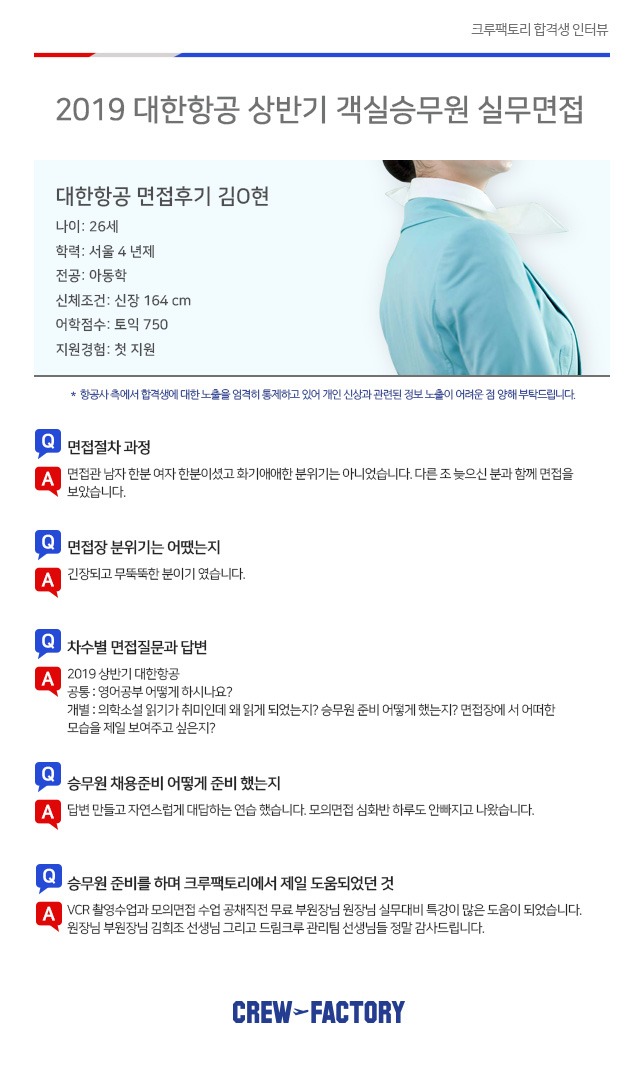 크루팩토리 합격생 인터뷰
2019 대한항공 상반기 객실승무원 실무면접
대한항공 면접후기 김O현
나이: 26세
학력: 서울 4 년제
전공: 아동학
신체조건: 신장 164 cm
어학점수: 토익 750
지원경험: 첫 지원
* 항공사 측에서 합격생에 대한 노출을 엄격히 통제하고 있어 개인 신상과 관련된 정보 노출이 어려운 점 양해 부탁드립니다.
Q 면접절차 과정
A 면접관 남자 한분 여자 한분이셨고 화기애애한 분위기는 아니었습니다. 다른 조 늦으신 분과 함께 면접을
보았습니다.
Q 면접장 분위기는 어땠는지
A 긴장되고 무뚝뚝한 분이기 였습니다.
Q 차수별 면접질문과 답변
A 2019 상반기 대한항공
공통 : 영어공부 어떻게 하시나요?
개별 : 의학소설 읽기가 취미인데 왜 읽게 되었는지? 승무원 준비 어떻게 했는지? 면접장에 서 어떠한
모습을 제일 보여주고 싶은지?
Q 승무원 채용준비 어떻게 준비 했는지
A 답변 만들고 자연스럽게 대답하는 연습 했습니다. 모의면접 심화반 하루도 안빠지고 나왔습니다.
Q 승무원 준비를 하며 크루팩토리에서 제일 도움되었던 것
A VCR 촬영수업과 모의면접 수업 공채직전 무료 부원장님 원장님 실무대비 특강이 많은 도움이 되었습니다.
원장님 부원장님 김희조 선생님 그리고 드림크루 관리팀 선생님들 정말 감사드립니다.
CREW FACTORY